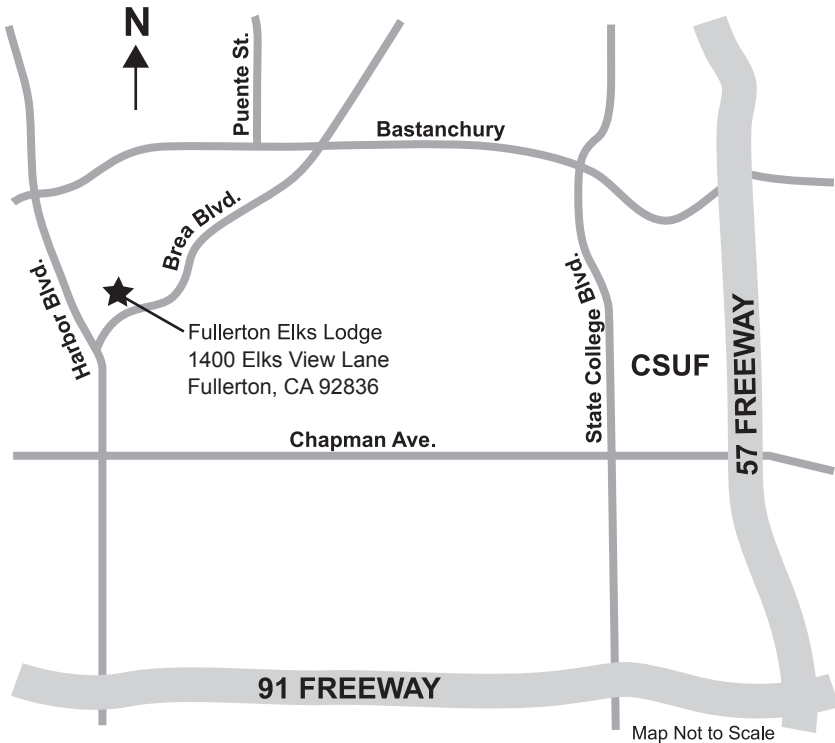 N
Puente St.
Bastanchury
Brea Blvd.
Harbor Blvd.
Fullerton Elks Lodge
1400 Elks View Lane
Fullerton, CA 92836
State College Blvd.
CSUF
57 FREEWAY
Chapman Ave.
91 FREEWAY
Map Not to Scale